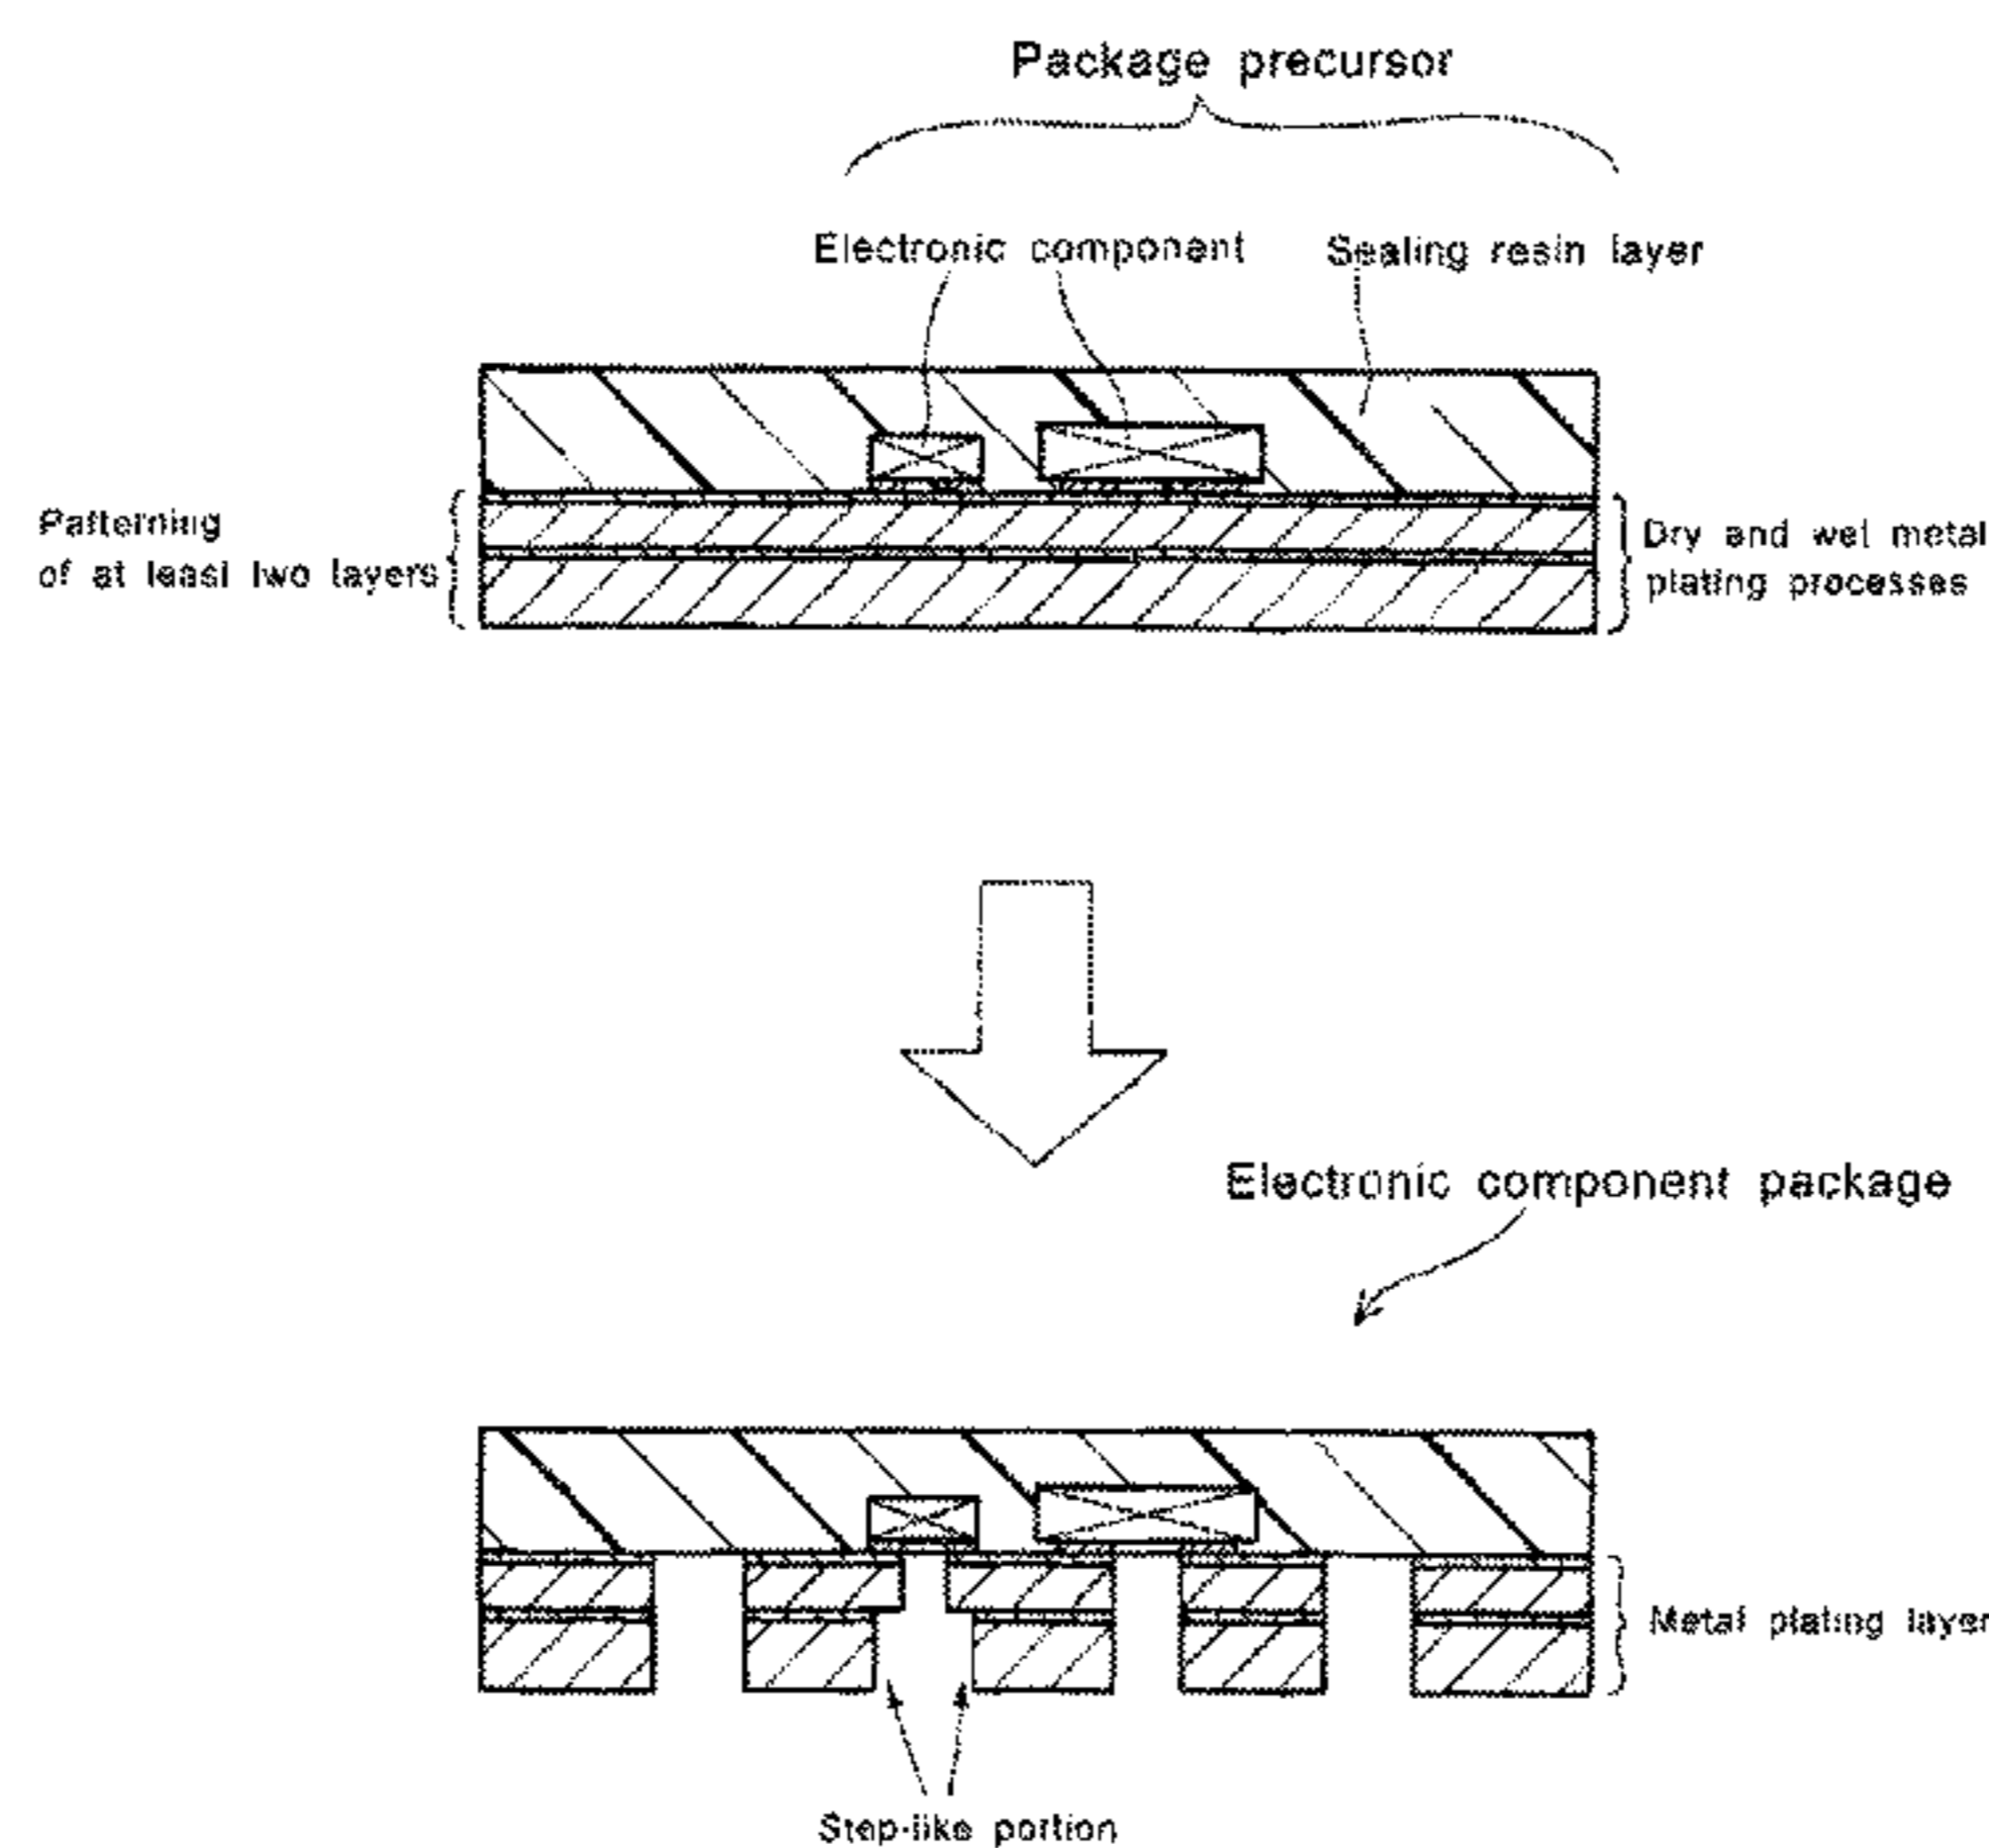 Package precursor
Electronic component
Sealing resin layer
Patterning
of at least two layers
Dry and wet metal
plating processes
Electronic component package
Metal plating layer
Step-like portion